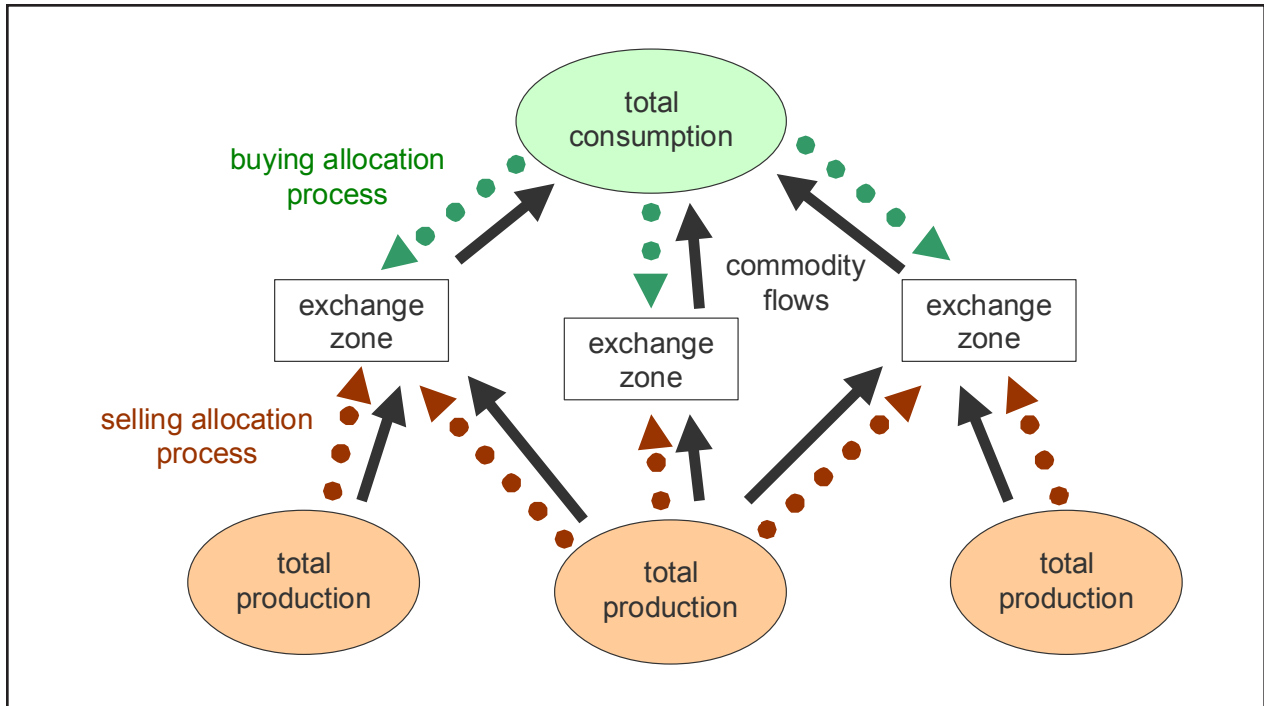 total
consumption
buying allocation
process
commodity
flows
exchange
zone
exchange
zone
exchange
zone
selling allocation
process
total
production
total
production
total
production